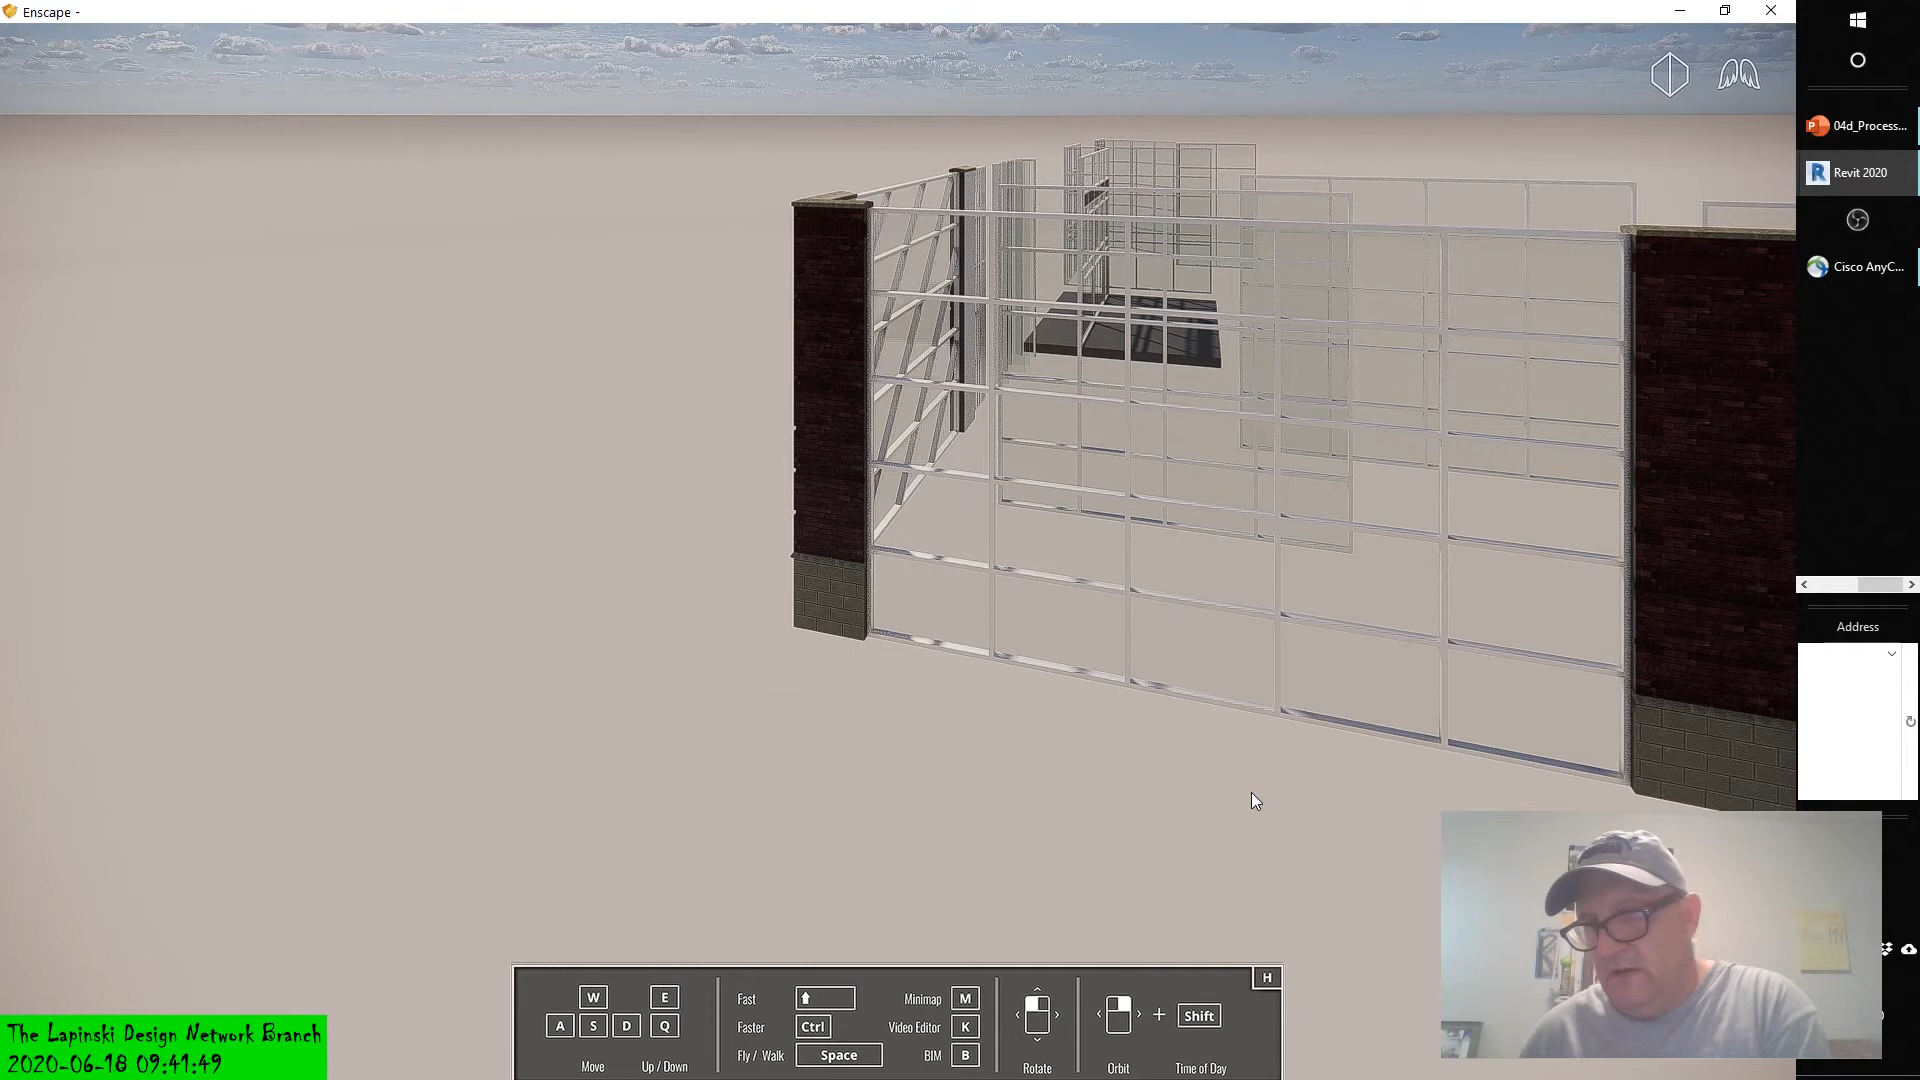 Enscape -
04d_Process...
Revit 2020
Cisco AnyC...
Address
H
W E
A S D Q
Move Up / Down
Fast
Faster Ctrl
Fly / Walk Space
Minimap M
Video Editor K
BIM B
Rotate
Orbit
+ Shift
Time of Day
The Lapinski Design Network Branch
2020-06-18 09:41:49